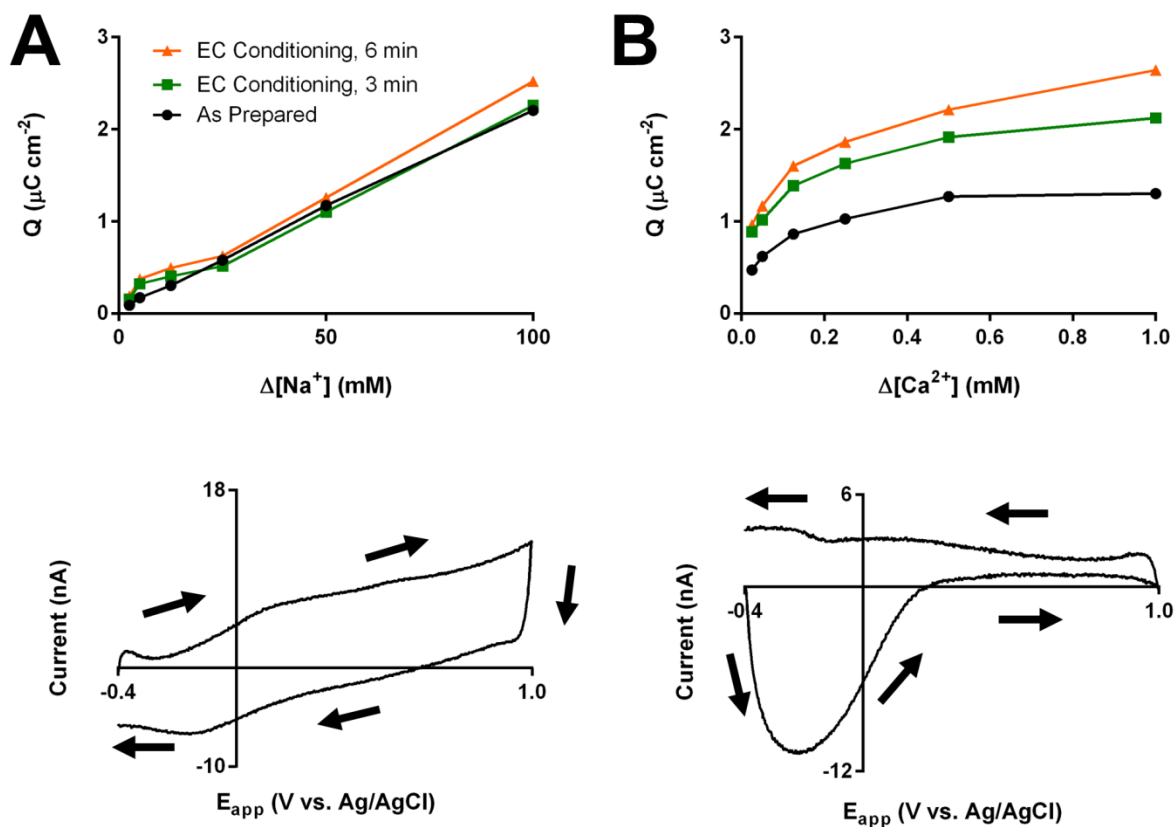 A
3
2
1
0
Q (μC cm⁻²)
EC Conditioning, 6 min
EC Conditioning, 3 min
As Prepared
0
50
100
Δ[Na⁺] (mM)
B
3
2
1
0
Q (μC cm⁻²)
0.0
0.2
0.4
0.6
0.8
1.0
Δ[Ca²⁺] (mM)
18
Current (nA)
-0.4
1.0
-10
E_app (V vs. Ag/AgCl)
6
Current (nA)
-0.4
1.0
-12
E_app (V vs. Ag/AgCl)